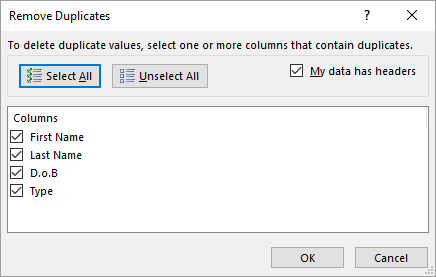 Remove Duplicates
?
To delete duplicate values, select one or more columns that contain duplicates.
Select All
Unselect All
My data has headers
Columns
First Name
Last Name
D.o.B
Type
OK
Cancel